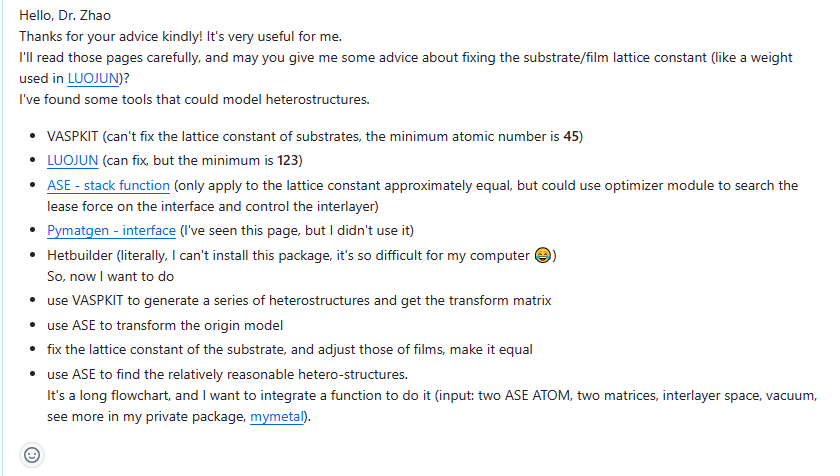 Hello, Dr. Zhao
Thanks for your advice kindly! It's very useful for me.
I'll read those pages carefully, and may you give me some advice about fixing the substrate/film lattice constant (like a weight
used in LUOJUN)?
I've found some tools that could model heterostructures.
• VASPKIT (can't fix the lattice constant of substrates, the minimum atomic number is 45)
• LUOJUN (can fix, but the minimum is 123)
• ASE - stack function (only apply to the lattice constant approximately equal, but could use optimizer module to search the
lease force on the interface and control the interlayer)
• Pymatgen - interface (I've seen this page, but I didn't use it)
• Hetbuilder (literally, I can't install this package, it's so difficult for my computer 😂)
So, now I want to do
• use VASPKIT to generate a series of heterostructures and get the transform matrix
• use ASE to transform the origin model
• fix the lattice constant of the substrate, and adjust those of films, make it equal
• use ASE to find the relatively reasonable hetero-structures.
It's a long flowchart, and I want to integrate a function to do it (input: two ASE ATOM, two matrices, interlayer space, vacuum,
see more in my private package, mymetal).